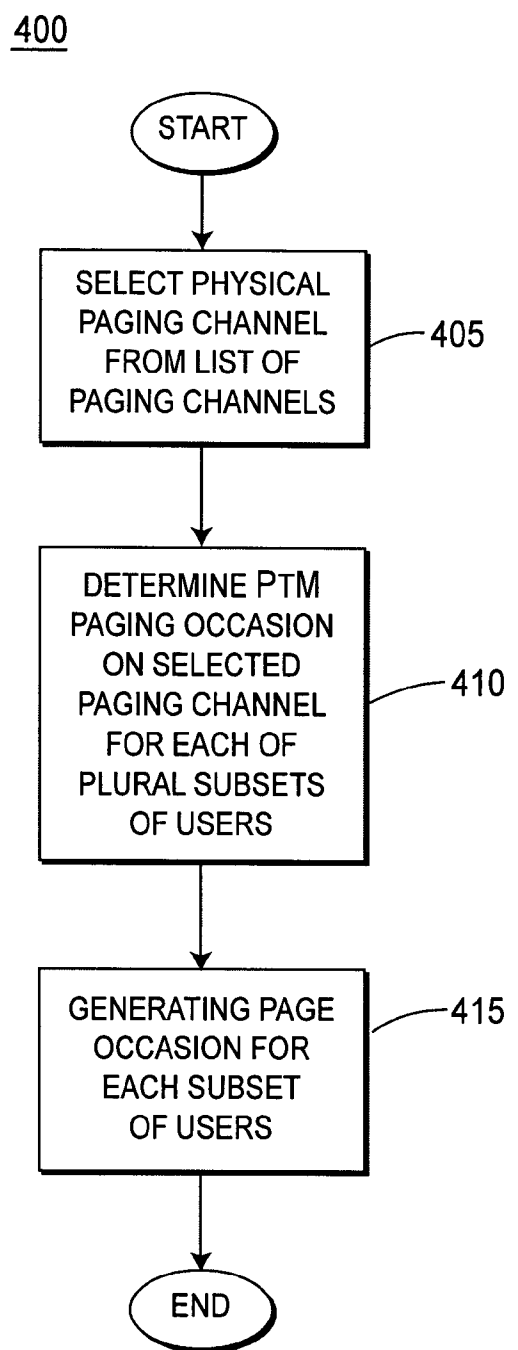 400
START
SELECT PHYSICAL
PAGING CHANNEL
FROM LIST OF
PAGING CHANNELS
405
DETERMINE PTM
PAGING OCCASION
ON SELECTED
PAGING CHANNEL
FOR EACH OF
PLURAL SUBSETS
OF USERS
410
GENERATING PAGE
OCCASION FOR
EACH SUBSET
OF USERS
415
END